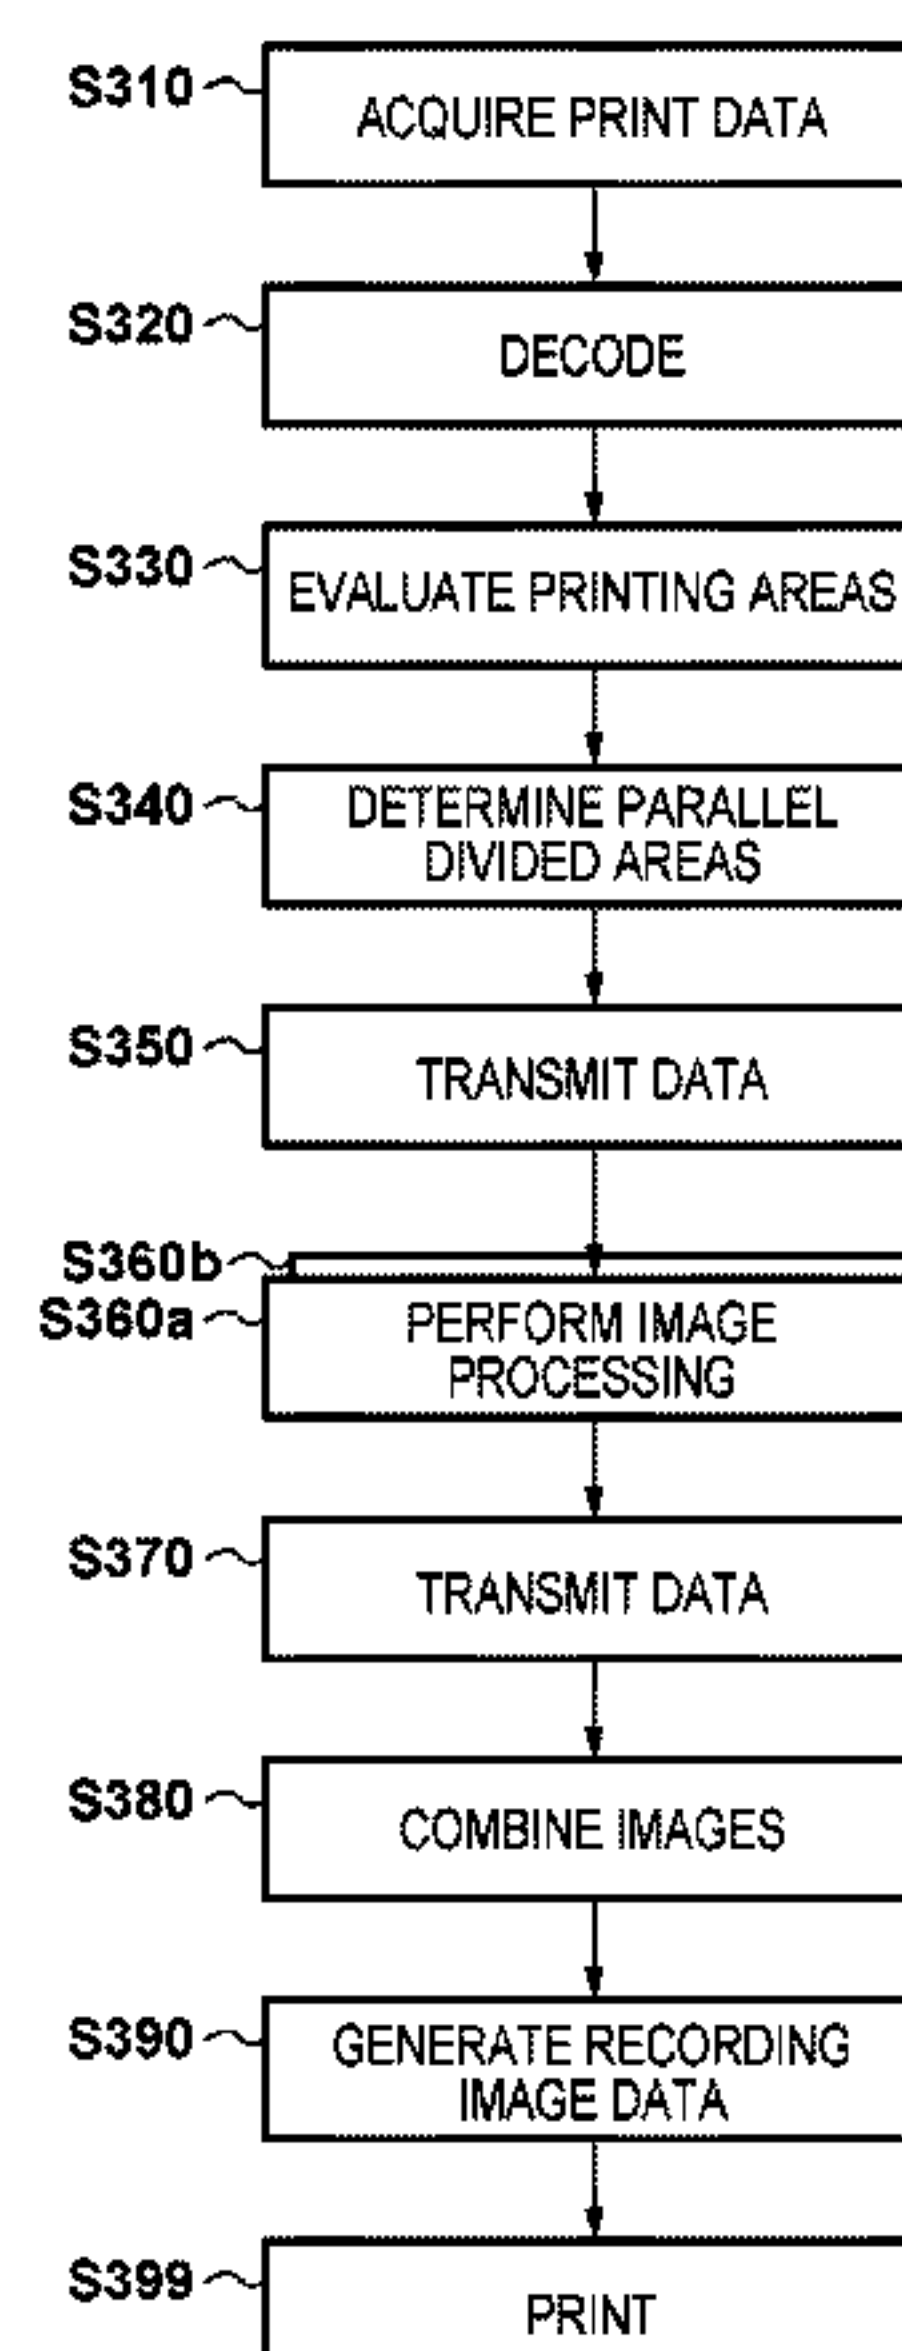 S310
ACQUIRE PRINT DATA
S320
DECODE
S330
EVALUATE PRINTING AREAS
S340
DETERMINE PARALLEL
DIVIDED AREAS
S350
TRANSMIT DATA
S360b
S360a
PERFORM IMAGE
PROCESSING
S370
TRANSMIT DATA
S380
COMBINE IMAGES
S390
GENERATE RECORDING
IMAGE DATA
S399
PRINT